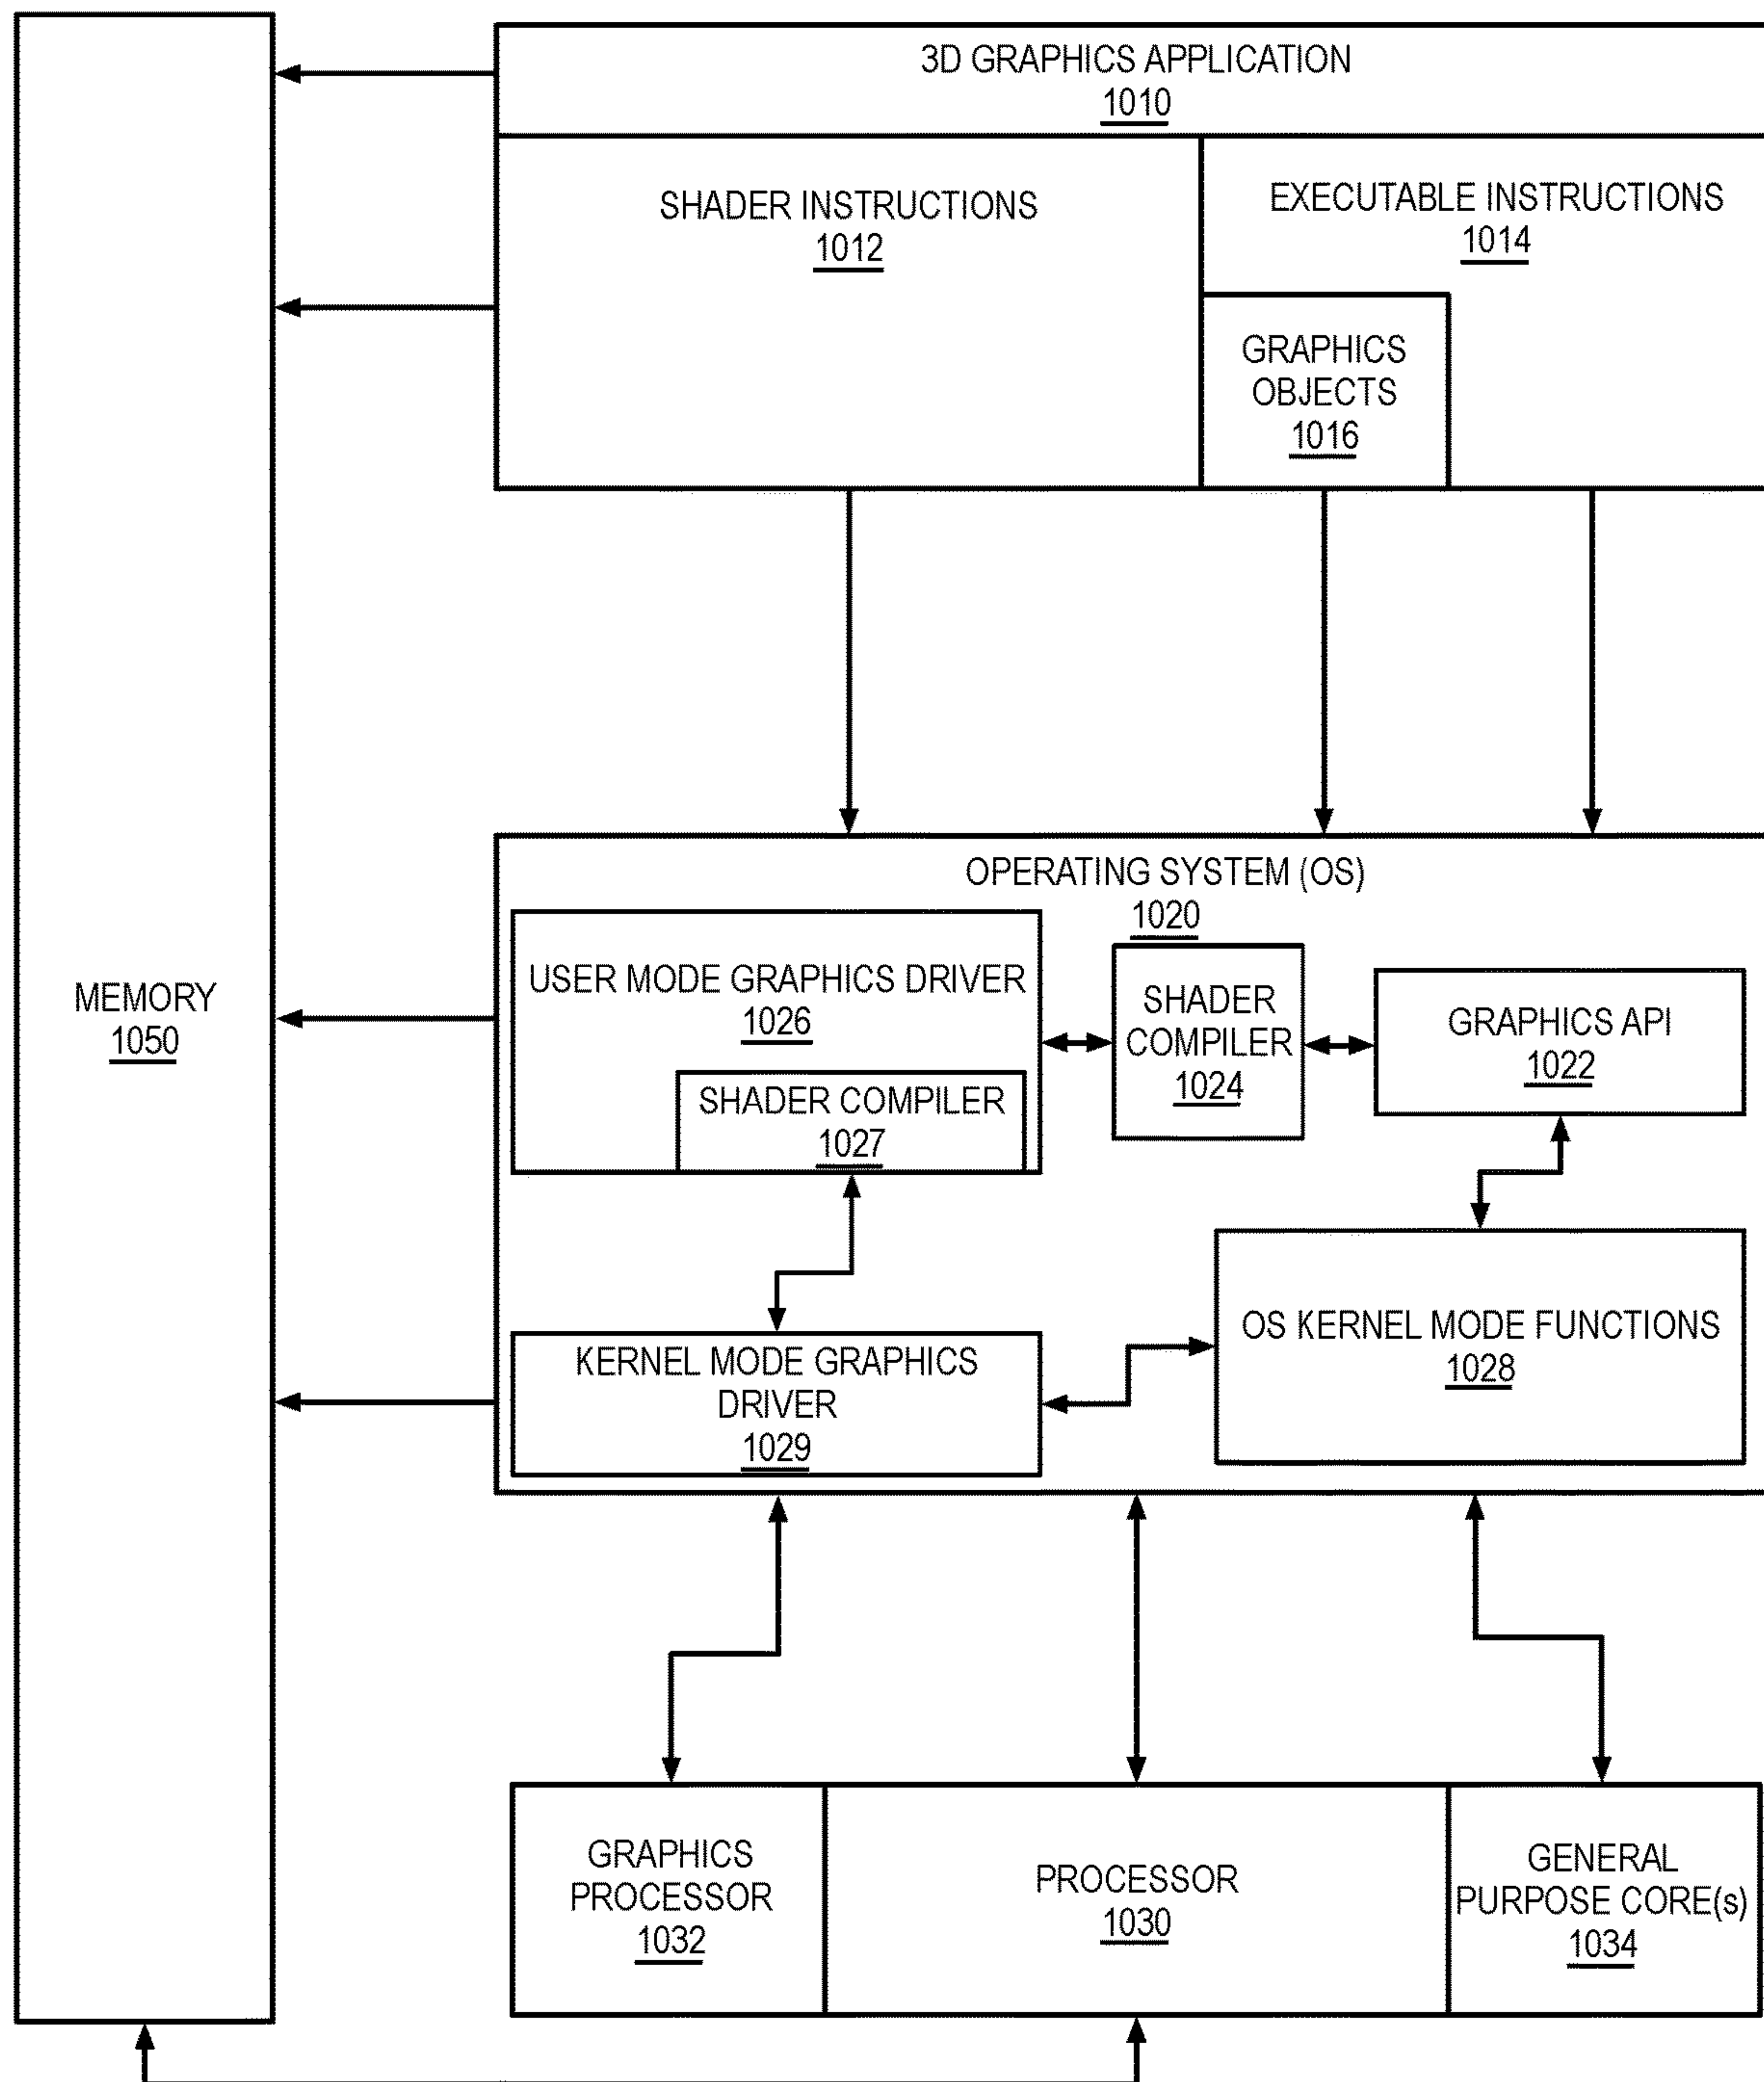 3D GRAPHICS APPLICATION
1010
SHADER INSTRUCTIONS
1012
EXECUTABLE INSTRUCTIONS
1014
GRAPHICS
OBJECTS
1016
MEMORY
1050
OPERATING SYSTEM (OS)
1020
USER MODE GRAPHICS DRIVER
1026
SHADER COMPILER
1027
SHADER
COMPILER
1024
GRAPHICS API
1022
KERNEL MODE GRAPHICS
DRIVER
1029
OS KERNEL MODE FUNCTIONS
1028
GRAPHICS
PROCESSOR
1032
PROCESSOR
1030
GENERAL
PURPOSE CORE(s)
1034